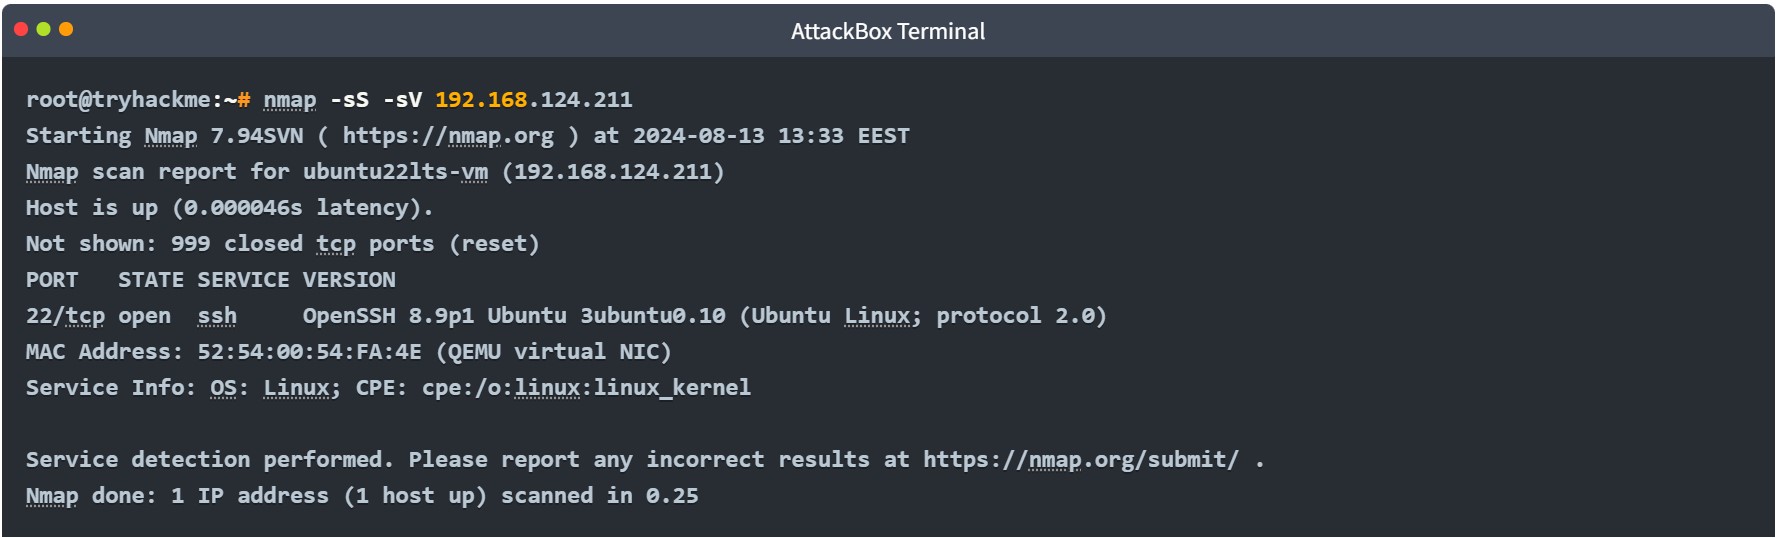 AttackBox Terminal
root@tryhackme:~# nmap -sS -sV 192.168.124.211
Starting Nmap 7.94SVN ( https://nmap.org ) at 2024-08-13 13:33 EEST
Nmap scan report for ubuntu22lts-vm (192.168.124.211)
Host is up (0.000046s latency).
Not shown: 999 closed tcp ports (reset)
PORT   STATE SERVICE VERSION
22/tcp open  ssh     OpenSSH 8.9p1 Ubuntu 3ubuntu0.10 (Ubuntu Linux; protocol 2.0)
MAC Address: 52:54:00:54:FA:4E (QEMU virtual NIC)
Service Info: OS: Linux; CPE: cpe:/o:linux:linux_kernel
Service detection performed. Please report any incorrect results at https://nmap.org/submit/ .
Nmap done: 1 IP address (1 host up) scanned in 0.25